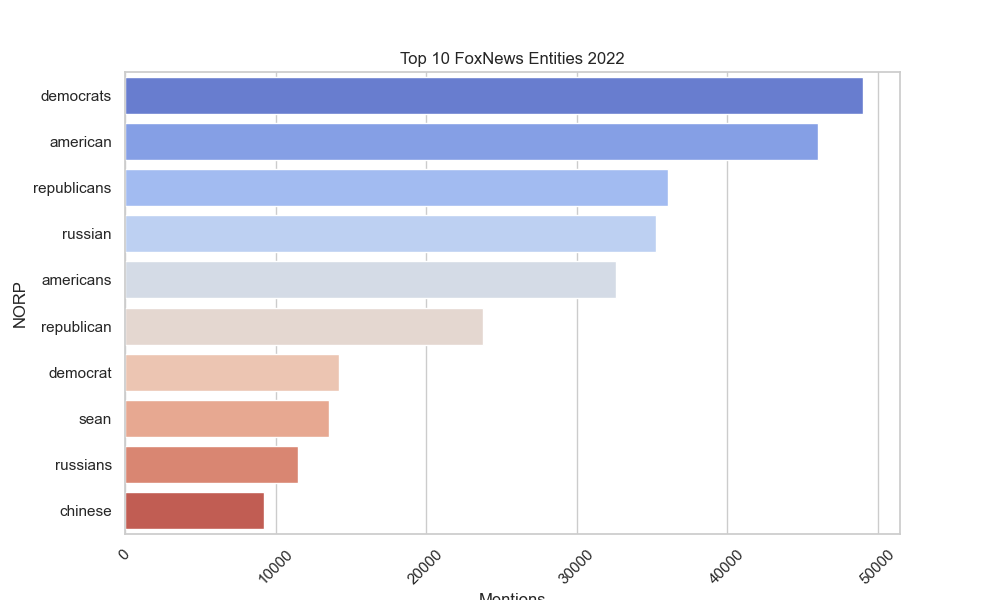 Top 10 FoxNews Entities 2022
NORP
democrats
american
republicans
russian
americans
republican
democrat
sean
russians
chinese
0
10000
20000
30000
40000
50000
Mentions